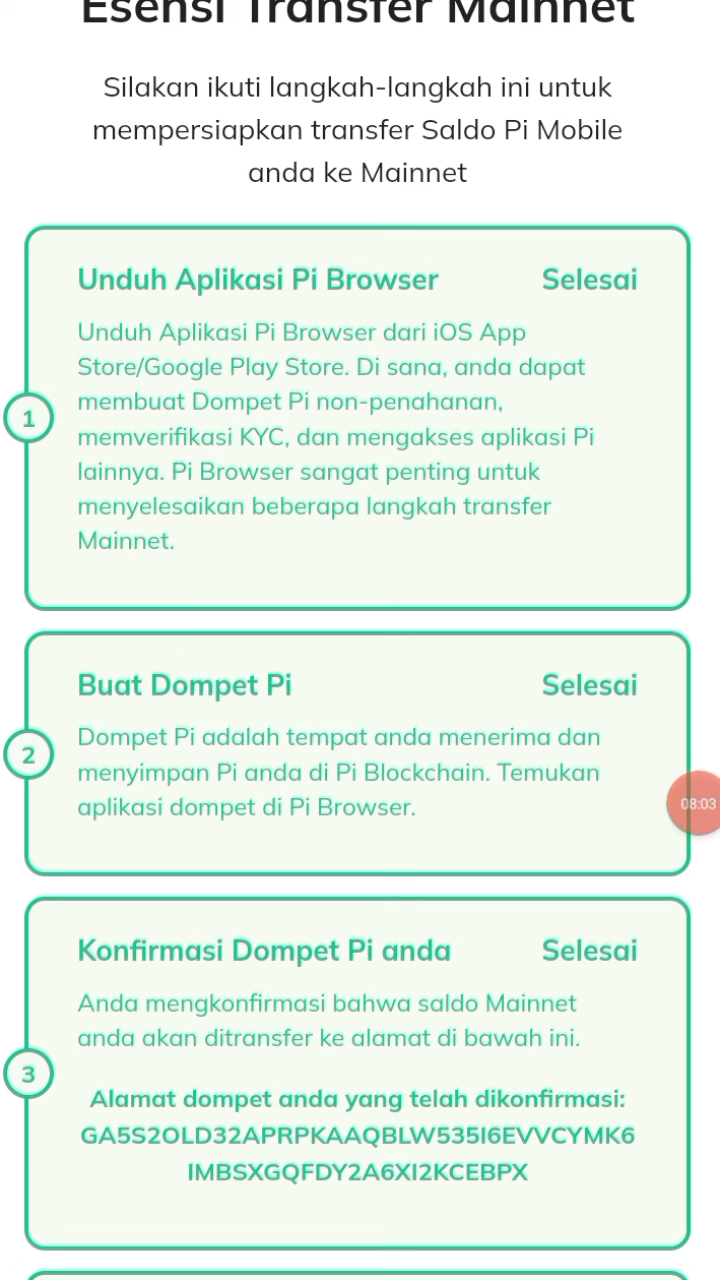 Esensi Transfer Mainnet
Silakan ikuti langkah-langkah ini untuk
mempersiapkan transfer Saldo Pi Mobile
anda ke Mainnet
Unduh Aplikasi Pi Browser Selesai
Unduh Aplikasi Pi Browser dari iOS App
Store/Google Play Store. Di sana, anda dapat
membuat Dompet Pi non-penahanan,
memverifikasi KYC, dan mengakses aplikasi Pi
lainnya. Pi Browser sangat penting untuk
menyelesaikan beberapa langkah transfer
Mainnet.
1
Buat Dompet Pi Selesai
Dompet Pi adalah tempat anda menerima dan
menyimpan Pi anda di Pi Blockchain. Temukan
aplikasi dompet di Pi Browser.
2
08:03
Konfirmasi Dompet Pi anda Selesai
Anda mengkonfirmasi bahwa saldo Mainnet
anda akan ditransfer ke alamat di bawah ini.
3
Alamat dompet anda yang telah dikonfirmasi:
GA5S2OLD32APRPKAAQBLW535I6EVVCYMK6
IMBSXGQFDY2A6XI2KCEBPX